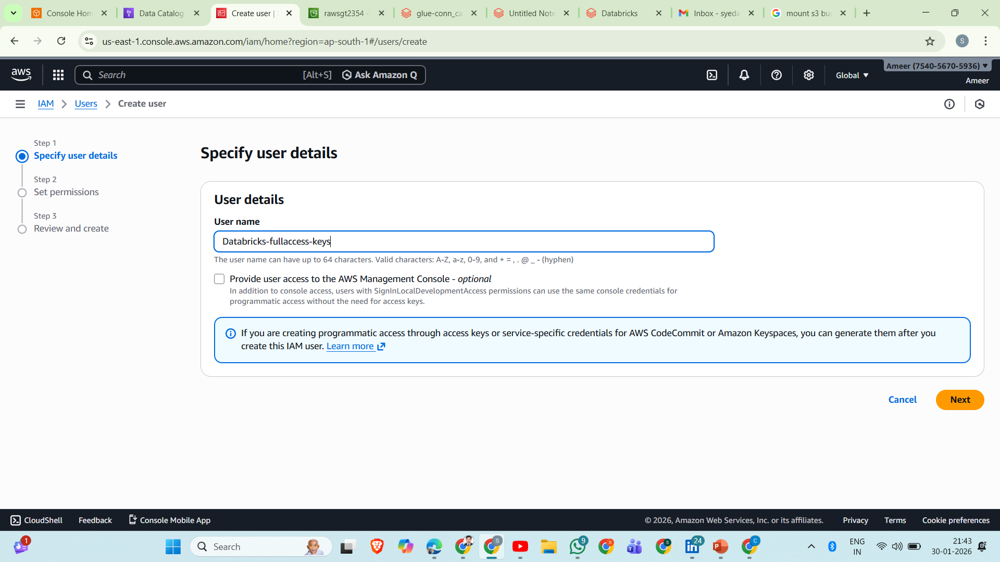 Console Hom
Data Catalog
Create user |
rawsgt2354 -
glue-conn_ca
Untitled Note
Databricks
Inbox - syeda
mount s3 buc
us-east-1.console.aws.amazon.com/iam/home?region=ap-south-1#/users/create
S
aws
Search
[Alt+S]
Ask Amazon Q
Global
Ameer (7540-5670-5936)
Ameer
IAM
Users
Create user
Step 1
Specify user details
Step 2
Set permissions
Step 3
Review and create
Specify user details
User details
User name
Databricks-fullaccess-keys
The user name can have up to 64 characters. Valid characters: A-Z, a-z, 0-9, and + = , . @ _ - (hyphen)
Provide user access to the AWS Management Console - optional
In addition to console access, users with SignInLocalDevelopmentAccess permissions can use the same console credentials for
programmatic access without the need for access keys.
If you are creating programmatic access through access keys or service-specific credentials for AWS CodeCommit or Amazon Keyspaces, you can generate them after you
create this IAM user. Learn more
Cancel
Next
CloudShell
Feedback
Console Mobile App
© 2026, Amazon Web Services, Inc. or its affiliates.
Privacy
Terms
Cookie preferences
1
Search
S
9
S
T
S
in
24
P
C
ENG
IN
21:43
30-01-2026